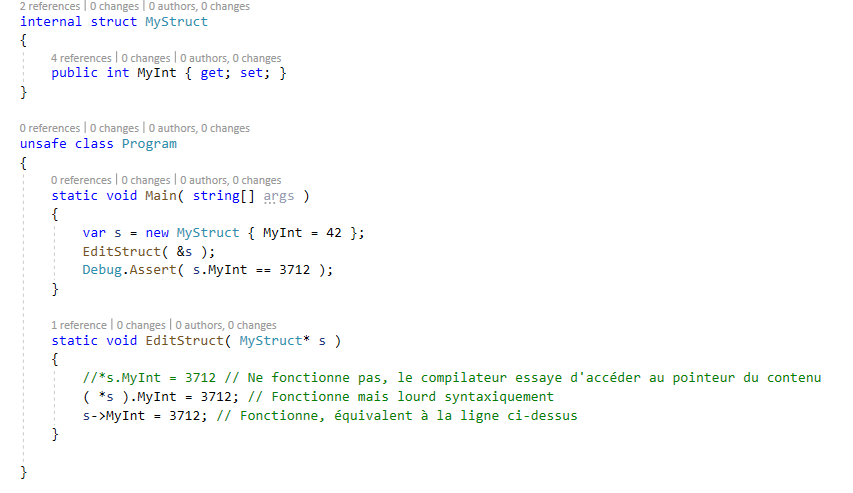 2 references | 0 changes | 0 authors, 0 changes
internal struct MyStruct
{
4 references | 0 changes | 0 authors, 0 changes
public int MyInt { get; set; }
}
0 references | 0 changes | 0 authors, 0 changes
unsafe class Program
{
0 references | 0 changes | 0 authors, 0 changes
static void Main( string[] args )
{
var s = new MyStruct { MyInt = 42 };
EditStruct( &s );
Debug.Assert( s.MyInt == 3712 );
}
1 reference | 0 changes | 0 authors, 0 changes
static void EditStruct( MyStruct* s )
{
//*s.MyInt = 3712 // Ne fonctionne pas, le compilateur essaye d'accéder au pointeur du contenu
( *s ).MyInt = 3712; // Fonctionne mais lourd syntaxiquement
s->MyInt = 3712; // Fonctionne, équivalent à la ligne ci-dessus
}
}